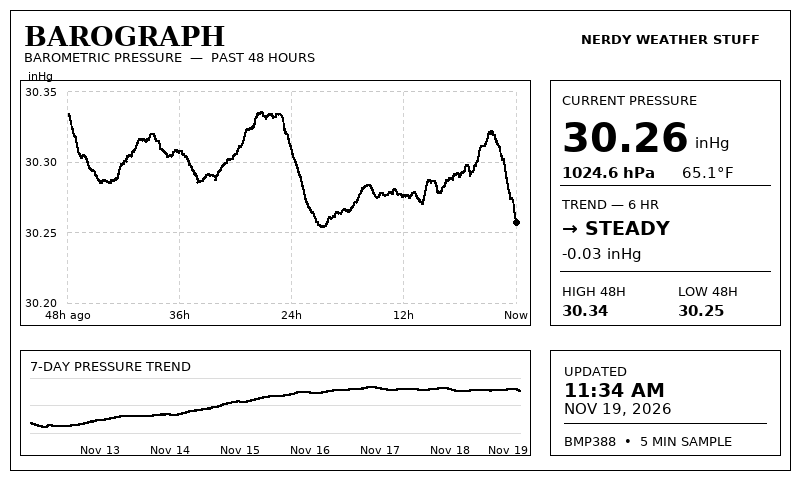 BAROGRAPH
BAROMETRIC PRESSURE — PAST 48 HOURS
NERDY WEATHER STUFF
inHg
30.35
30.30
30.25
30.20
48h ago 36h 24h 12h Now
CURRENT PRESSURE
30.26 inHg
1024.6 hPa 65.1°F
TREND — 6 HR
→ STEADY
-0.03 inHg
HIGH 48H LOW 48H
30.34 30.25
7-DAY PRESSURE TREND
Nov 13 Nov 14 Nov 15 Nov 16 Nov 17 Nov 18 Nov 19
UPDATED
11:34 AM
NOV 19, 2026
BMP388 • 5 MIN SAMPLE